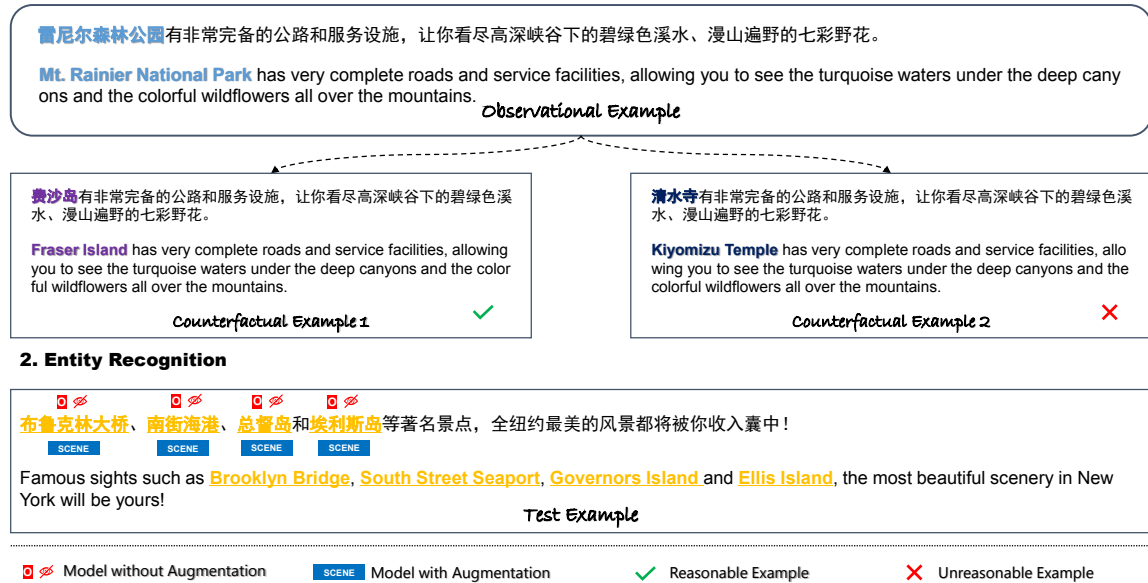 雷尼尔森林公园有非常完备的公路和服务设施，让你看尽高深峡谷下的碧绿色溪水、漫山遍野的七彩野花。
Mt. Rainier National Park has very complete roads and service facilities, allowing you to see the turquoise waters under the deep cany
ons and the colorful wildflowers all over the mountains.
Observational Example
费沙岛有非常完备的公路和服务设施，让你看尽高深峡谷下的碧绿色溪
水、漫山遍野的七彩野花。
Fraser Island has very complete roads and service facilities, allowing
you to see the turquoise waters under the deep canyons and the color
ful wildflowers all over the mountains.
Counterfactual Example 1
清水寺有非常完备的公路和服务设施，让你看尽高深峡谷下的碧绿色溪
水、漫山遍野的七彩野花。
Kiyomizu Temple has very complete roads and service facilities, allo
wing you to see the turquoise waters under the deep canyons and the
colorful wildflowers all over the mountains.
Counterfactual Example 2
2. Entity Recognition
O O O O
布鲁克林大桥、南街海港、总督岛和埃利斯岛等著名景点，全纽约最美的风景都将被你收入囊中！
SCENE SCENE SCENE SCENE
Famous sights such as Brooklyn Bridge, South Street Seaport, Governors Island and Ellis Island, the most beautiful scenery in New
York will be yours!
Test Example
O Model without Augmentation SCENE Model with Augmentation Reasonable Example Unreasonable Example